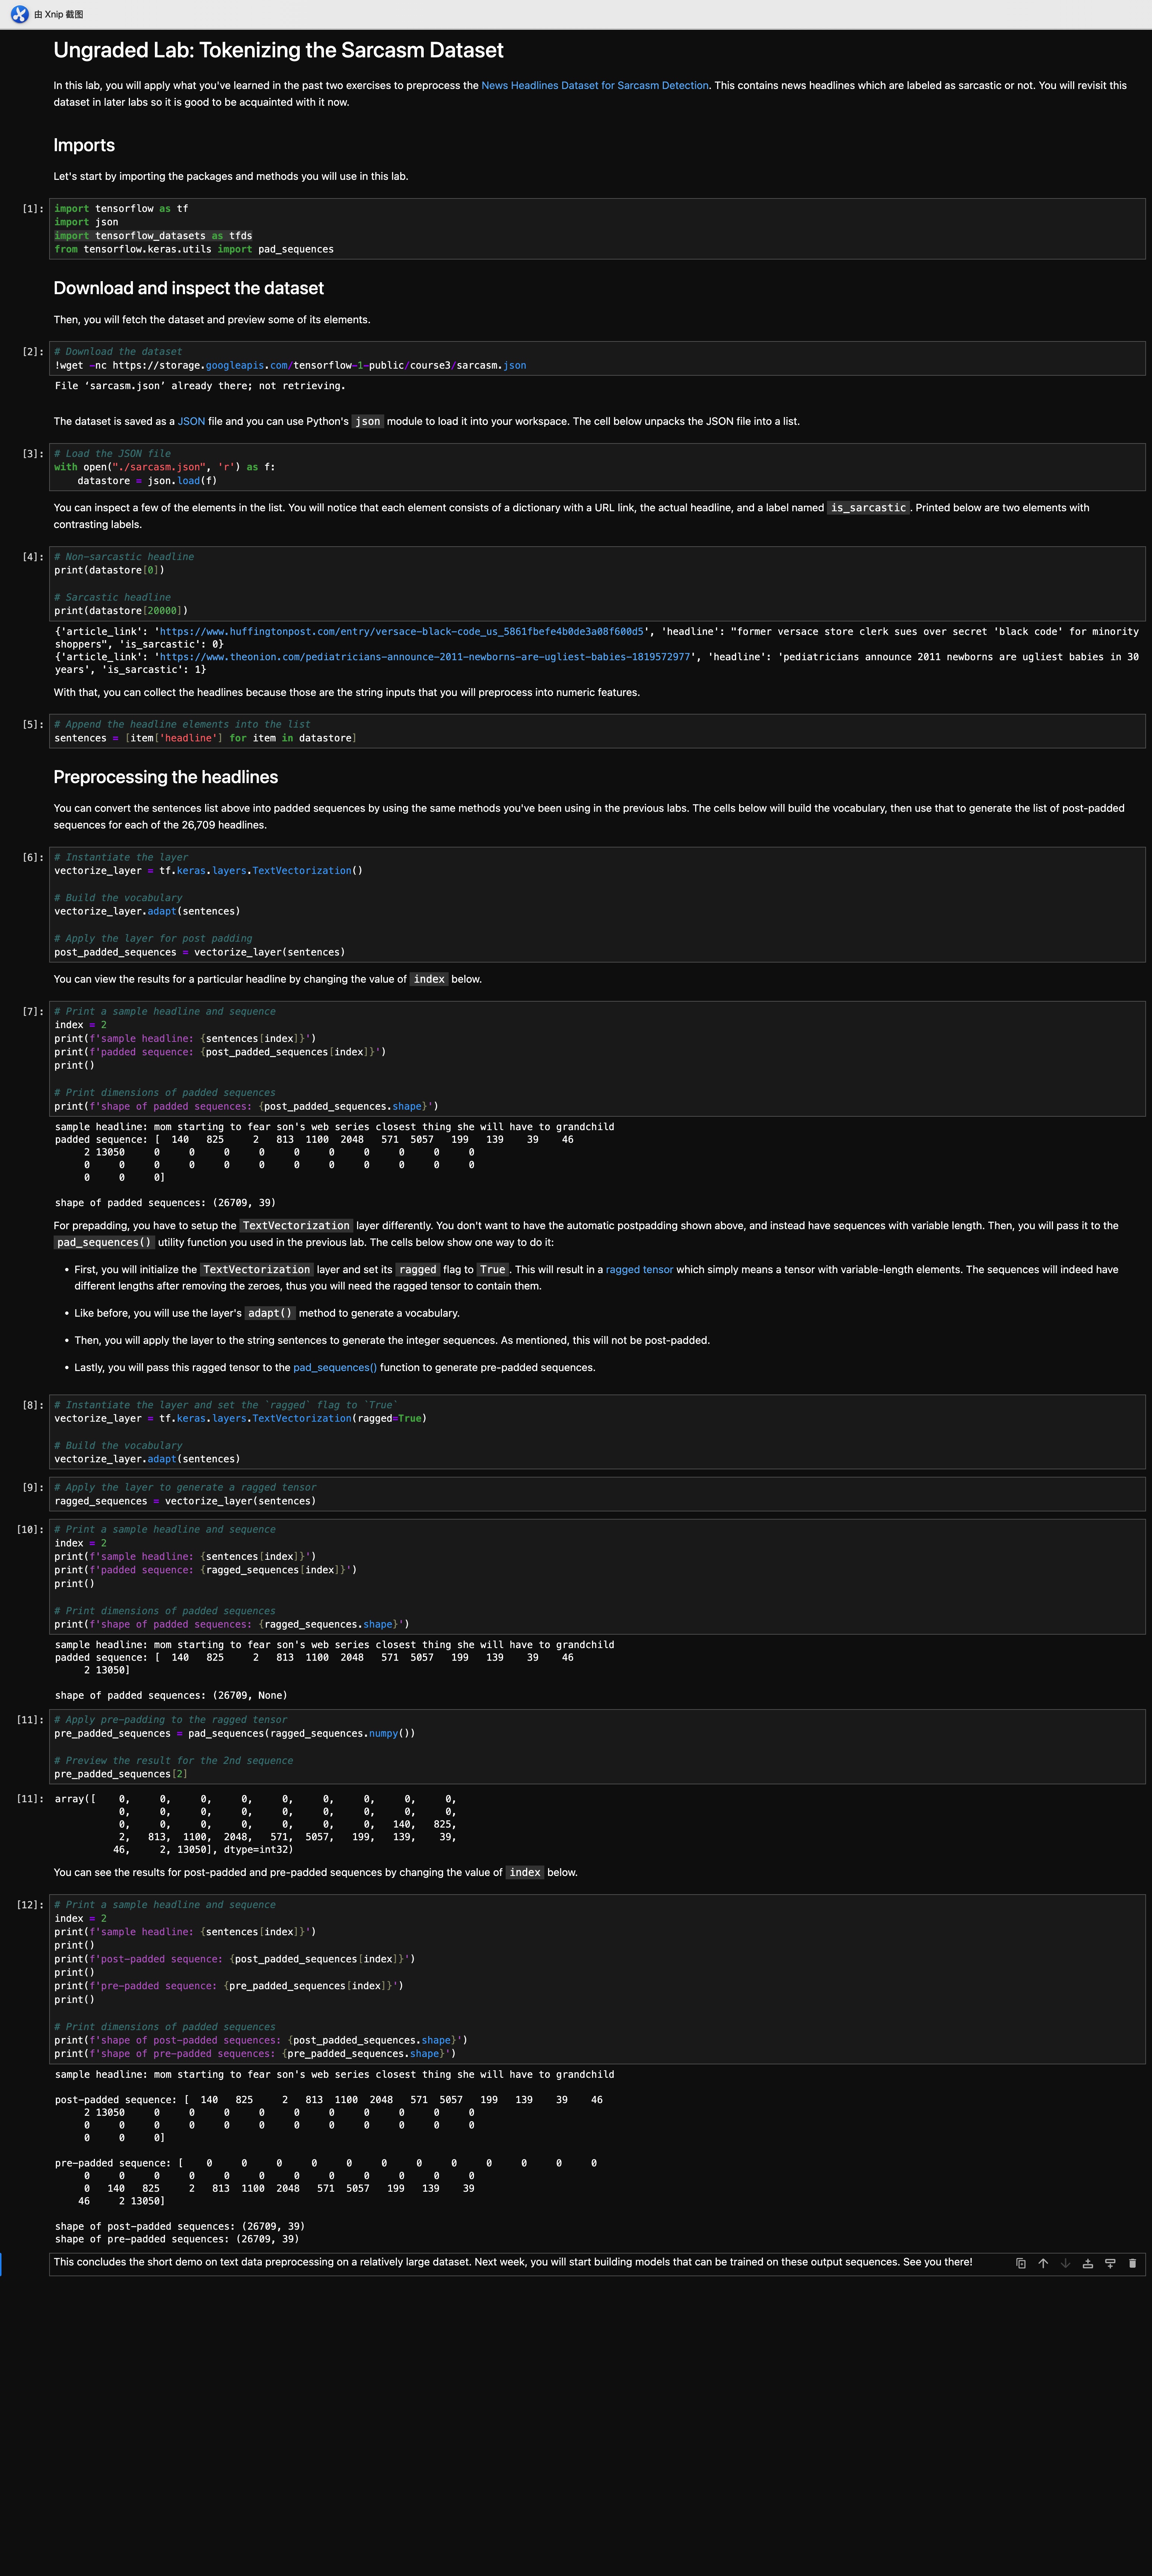 由 Xnip 截图
Ungraded Lab: Tokenizing the Sarcasm Dataset
In this lab, you will apply what you've learned in the past two exercises to preprocess the News Headlines Dataset for Sarcasm Detection. This contains news headlines which are labeled as sarcastic or not. You will revisit this
dataset in later labs so it is good to be acquainted with it now.
Imports
Let's start by importing the packages and methods you will use in this lab.
[1]: import tensorflow as tf
import json
import tensorflow_datasets as tfds
from tensorflow.keras.utils import pad_sequences
Download and inspect the dataset
Then, you will fetch the dataset and preview some of its elements.
[2]: # Download the dataset
!wget -nc https://storage.googleapis.com/tensorflow-1-public/course3/sarcasm.json
File ‘sarcasm.json’ already there; not retrieving.
The dataset is saved as a JSON file and you can use Python's json module to load it into your workspace. The cell below unpacks the JSON file into a list.
[3]: # Load the JSON file
with open("./sarcasm.json", 'r') as f:
    datastore = json.load(f)
You can inspect a few of the elements in the list. You will notice that each element consists of a dictionary with a URL link, the actual headline, and a label named is_sarcastic. Printed below are two elements with
contrasting labels.
[4]: # Non-sarcastic headline
print(datastore[0])
# Sarcastic headline
print(datastore[20000])
{'article_link': 'https://www.huffingtonpost.com/entry/versace-black-code_us_5861fbefe4b0de3a08f600d5', 'headline': "former versace store clerk sues over secret 'black code' for minority
shoppers", 'is_sarcastic': 0}
{'article_link': 'https://www.theonion.com/pediatricians-announce-2011-newborns-are-ugliest-babies-1819572977', 'headline': 'pediatricians announce 2011 newborns are ugliest babies in 30
years', 'is_sarcastic': 1}
With that, you can collect the headlines because those are the string inputs that you will preprocess into numeric features.
[5]: # Append the headline elements into the list
sentences = [item['headline'] for item in datastore]
Preprocessing the headlines
You can convert the sentences list above into padded sequences by using the same methods you've been using in the previous labs. The cells below will build the vocabulary, then use that to generate the list of post-padded
sequences for each of the 26,709 headlines.
[6]: # Instantiate the layer
vectorize_layer = tf.keras.layers.TextVectorization()
# Build the vocabulary
vectorize_layer.adapt(sentences)
# Apply the layer for post padding
post_padded_sequences = vectorize_layer(sentences)
You can view the results for a particular headline by changing the value of index below.
[7]: # Print a sample headline and sequence
index = 2
print(f'sample headline: {sentences[index]}')
print(f'padded sequence: {post_padded_sequences[index]}')
print()
# Print dimensions of padded sequences
print(f'shape of padded sequences: {post_padded_sequences.shape}')
sample headline: mom starting to fear son's web series closest thing she will have to grandchild
padded sequence: [  140   825     2   813  1100  2048   571  5057   199   139    39    46
     2 13050     0     0     0     0     0     0     0     0     0     0
     0     0     0     0     0     0     0     0     0     0     0     0
     0     0     0]
shape of padded sequences: (26709, 39)
For prepadding, you have to setup the TextVectorization layer differently. You don't want to have the automatic postpadding shown above, and instead have sequences with variable length. Then, you will pass it to the
pad_sequences() utility function you used in the previous lab. The cells below show one way to do it:
• First, you will initialize the TextVectorization layer and set its ragged flag to True. This will result in a ragged tensor which simply means a tensor with variable-length elements. The sequences will indeed have
different lengths after removing the zeroes, thus you will need the ragged tensor to contain them.
• Like before, you will use the layer's adapt() method to generate a vocabulary.
• Then, you will apply the layer to the string sentences to generate the integer sequences. As mentioned, this will not be post-padded.
• Lastly, you will pass this ragged tensor to the pad_sequences() function to generate pre-padded sequences.
[8]: # Instantiate the layer and set the `ragged` flag to `True`
vectorize_layer = tf.keras.layers.TextVectorization(ragged=True)
# Build the vocabulary
vectorize_layer.adapt(sentences)
[9]: # Apply the layer to generate a ragged tensor
ragged_sequences = vectorize_layer(sentences)
[10]: # Print a sample headline and sequence
index = 2
print(f'sample headline: {sentences[index]}')
print(f'padded sequence: {ragged_sequences[index]}')
print()
# Print dimensions of padded sequences
print(f'shape of padded sequences: {ragged_sequences.shape}')
sample headline: mom starting to fear son's web series closest thing she will have to grandchild
padded sequence: [  140   825     2   813  1100  2048   571  5057   199   139    39    46
     2 13050]
shape of padded sequences: (26709, None)
[11]: # Apply pre-padding to the ragged tensor
pre_padded_sequences = pad_sequences(ragged_sequences.numpy())
# Preview the result for the 2nd sequence
pre_padded_sequences[2]
[11]: array([    0,     0,     0,     0,     0,     0,     0,     0,     0,
           0,     0,     0,     0,     0,     0,     0,     0,     0,
           0,     0,     0,     0,     0,     0,     0,   140,   825,
           2,   813,  1100,  2048,   571,  5057,   199,   139,    39,
          46,     2, 13050], dtype=int32)
You can see the results for post-padded and pre-padded sequences by changing the value of index below.
[12]: # Print a sample headline and sequence
index = 2
print(f'sample headline: {sentences[index]}')
print()
print(f'post-padded sequence: {post_padded_sequences[index]}')
print()
print(f'pre-padded sequence: {pre_padded_sequences[index]}')
print()
# Print dimensions of padded sequences
print(f'shape of post-padded sequences: {post_padded_sequences.shape}')
print(f'shape of pre-padded sequences: {pre_padded_sequences.shape}')
sample headline: mom starting to fear son's web series closest thing she will have to grandchild
post-padded sequence: [  140   825     2   813  1100  2048   571  5057   199   139    39    46
     2 13050     0     0     0     0     0     0     0     0     0     0
     0     0     0     0     0     0     0     0     0     0     0     0
     0     0     0]
pre-padded sequence: [    0     0     0     0     0     0     0     0     0     0     0     0
     0     0     0     0     0     0     0     0     0     0     0     0
     0   140   825     2   813  1100  2048   571  5057   199   139    39
    46     2 13050]
shape of post-padded sequences: (26709, 39)
shape of pre-padded sequences: (26709, 39)
This concludes the short demo on text data preprocessing on a relatively large dataset. Next week, you will start building models that can be trained on these output sequences. See you there!